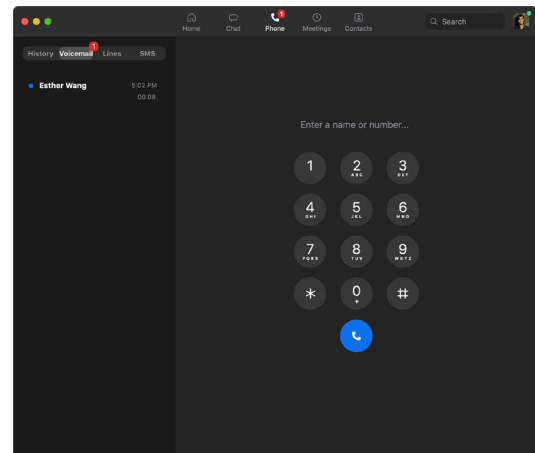 1
Home Chat Phone Meetings Contacts
Search
1
History Voicemail Lines SMS
Esther Wang 5:02 PM
00:08
Enter a name or number...
1 2 3
ABC DEF
4 5 6
GHI JKL MNO
7 8 9
PQRS TUV WXYZ
* 0 #
+